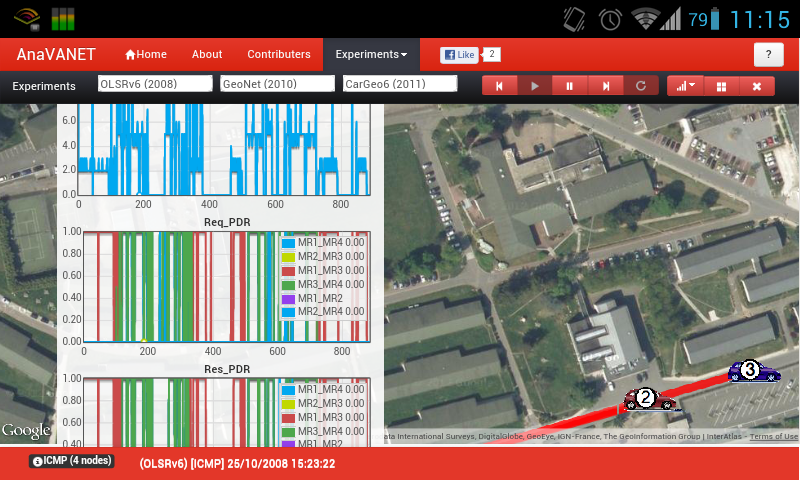 79 11:15
AnaVANET Home About Contributers Experiments Like 2 ?
Experiments OLSRv6 (2008) GeoNet (2010) CarGeo6 (2011)
6.0
4.0
2.0
0.0
0 200 400 600 800
Req_PDR
1.00
0.80
0.60
0.40
0.20
0.00
MR1_MR4 0.00
MR2_MR3 0.00
MR1_MR3 0.00
MR3_MR4 0.00
MR1_MR2
MR2_MR4 0.00
0 200 400 600 800
Res_PDR
1.00
0.80
0.60
0.40
MR1_MR4 0.00
MR2_MR3 0.00
MR1_MR3 0.00
MR3_MR4 0.00
MR1_MR2
3
2
Google
ata International Surveys, DigitalGlobe, GeoEye, IGN-France, The GeoInformation Group | InterAtlas - Terms of Use
ICMP (4 nodes) (OLSRv6) [ICMP] 25/10/2008 15:23:22